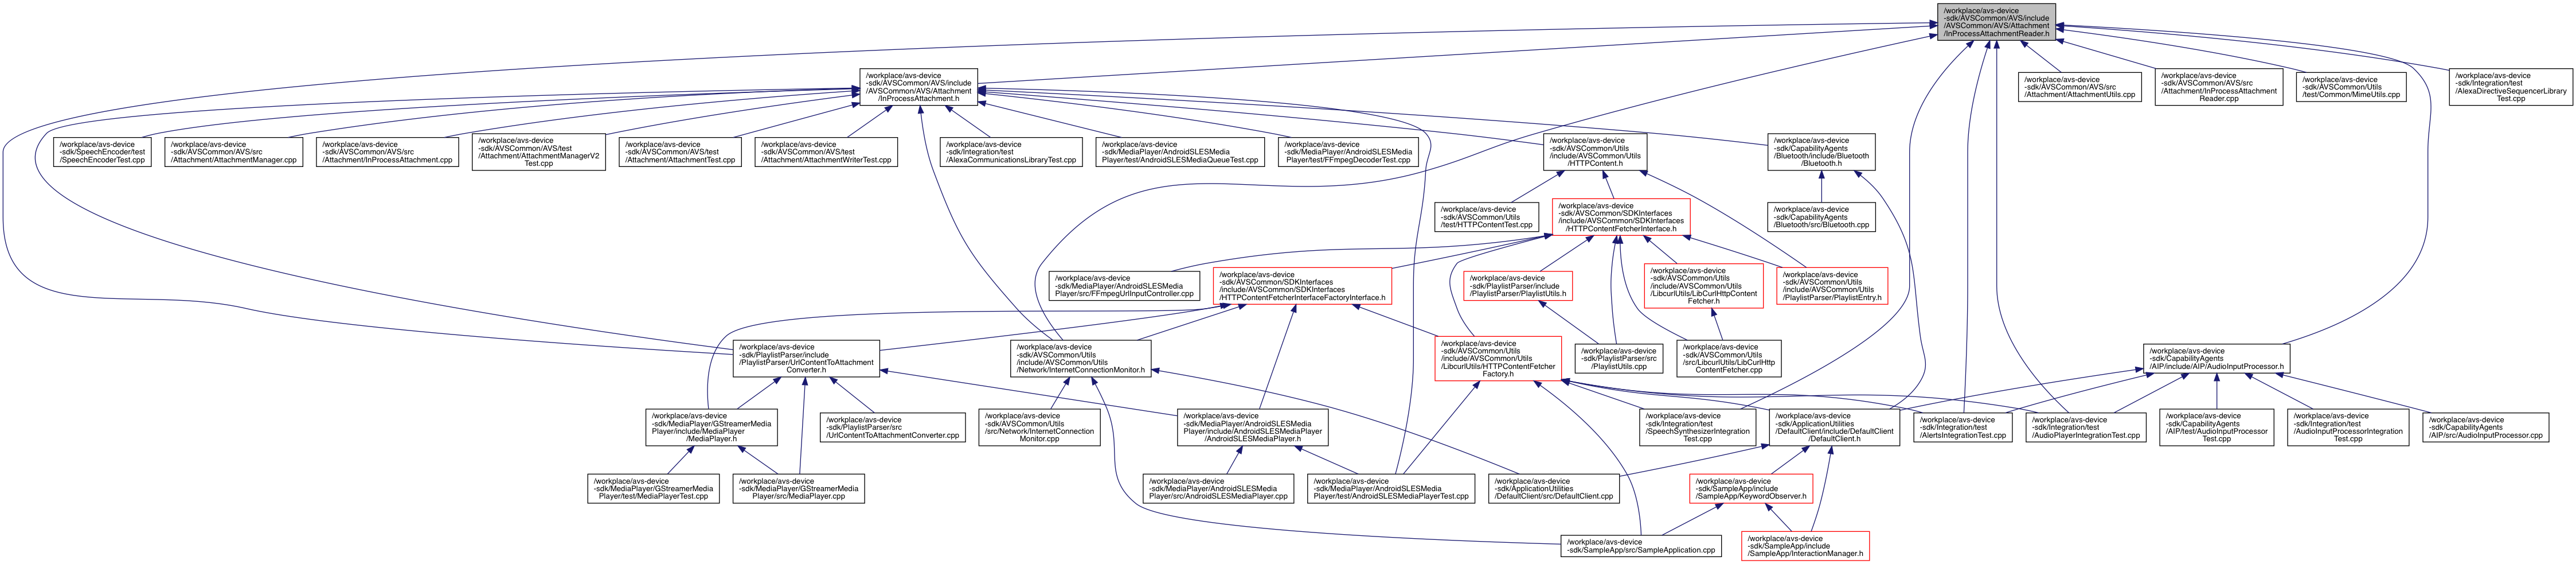 /workplace/avs-device
-sdk/AVSCommon/AVS/include
/AVSCommon/AVS/Attachment
/InProcessAttachmentReader.h
/workplace/avs-device
-sdk/AVSCommon/AVS/include
/AVSCommon/AVS/Attachment
/InProcessAttachment.h
/workplace/avs-device
-sdk/AVSCommon/AVS/src
/Attachment/AttachmentUtils.cpp
/workplace/avs-device
-sdk/AVSCommon/AVS/src
/Attachment/InProcessAttachment
Reader.cpp
/workplace/avs-device
-sdk/AVSCommon/Utils
/test/Common/MimeUtils.cpp
/workplace/avs-device
-sdk/Integration/test
/AlexaDirectiveSequencerLibrary
Test.cpp
/workplace/avs-device
-sdk/SpeechEncoder/test
/SpeechEncoderTest.cpp
/workplace/avs-device
-sdk/AVSCommon/AVS/src
/Attachment/AttachmentManager.cpp
/workplace/avs-device
-sdk/AVSCommon/AVS/src
/Attachment/InProcessAttachment.cpp
/workplace/avs-device
-sdk/AVSCommon/AVS/test
/Attachment/AttachmentManagerV2
Test.cpp
/workplace/avs-device
-sdk/AVSCommon/AVS/test
/Attachment/AttachmentTest.cpp
/workplace/avs-device
-sdk/AVSCommon/AVS/test
/Attachment/AttachmentWriterTest.cpp
/workplace/avs-device
-sdk/Integration/test
/AlexaCommunicationsLibraryTest.cpp
/workplace/avs-device
-sdk/MediaPlayer/AndroidSLESMedia
Player/test/AndroidSLESMediaQueueTest.cpp
/workplace/avs-device
-sdk/MediaPlayer/AndroidSLESMedia
Player/test/FFmpegDecoderTest.cpp
/workplace/avs-device
-sdk/AVSCommon/Utils
/include/AVSCommon/Utils
/HTTPContent.h
/workplace/avs-device
-sdk/CapabilityAgents
/Bluetooth/include/Bluetooth
/Bluetooth.h
/workplace/avs-device
-sdk/AVSCommon/Utils
/test/HTTPContentTest.cpp
/workplace/avs-device
-sdk/AVSCommon/SDKInterfaces
/include/AVSCommon/SDKInterfaces
/HTTPContentFetcherInterface.h
/workplace/avs-device
-sdk/CapabilityAgents
/Bluetooth/src/Bluetooth.cpp
/workplace/avs-device
-sdk/MediaPlayer/AndroidSLESMedia
Player/src/FFmpegUrlInputController.cpp
/workplace/avs-device
-sdk/AVSCommon/SDKInterfaces
/include/AVSCommon/SDKInterfaces
/HTTPContentFetcherInterfaceFactoryInterface.h
/workplace/avs-device
-sdk/PlaylistParser/include
/PlaylistParser/PlaylistUtils.h
/workplace/avs-device
-sdk/AVSCommon/Utils
/include/AVSCommon/Utils
/LibcurlUtils/LibCurlHttpContent
Fetcher.h
/workplace/avs-device
-sdk/AVSCommon/Utils
/include/AVSCommon/Utils
/PlaylistParser/PlaylistEntry.h
/workplace/avs-device
-sdk/PlaylistParser/include
/PlaylistParser/UrlContentToAttachment
Converter.h
/workplace/avs-device
-sdk/AVSCommon/Utils
/include/AVSCommon/Utils
/Network/InternetConnectionMonitor.h
/workplace/avs-device
-sdk/AVSCommon/Utils
/include/AVSCommon/Utils
/LibcurlUtils/HTTPContentFetcher
Factory.h
/workplace/avs-device
-sdk/PlaylistParser/src
/PlaylistUtils.cpp
/workplace/avs-device
-sdk/AVSCommon/Utils
/src/LibcurlUtils/LibCurlHttp
ContentFetcher.cpp
/workplace/avs-device
-sdk/CapabilityAgents
/AIP/include/AIP/AudioInputProcessor.h
/workplace/avs-device
-sdk/MediaPlayer/GStreamerMedia
Player/include/MediaPlayer
/MediaPlayer.h
/workplace/avs-device
-sdk/PlaylistParser/src
/UrlContentToAttachmentConverter.cpp
/workplace/avs-device
-sdk/AVSCommon/Utils
/src/Network/InternetConnection
Monitor.cpp
/workplace/avs-device
-sdk/MediaPlayer/AndroidSLESMedia
Player/include/AndroidSLESMediaPlayer
/AndroidSLESMediaPlayer.h
/workplace/avs-device
-sdk/Integration/test
/SpeechSynthesizerIntegration
Test.cpp
/workplace/avs-device
-sdk/ApplicationUtilities
/DefaultClient/include/DefaultClient
/DefaultClient.h
/workplace/avs-device
-sdk/Integration/test
/AlertsIntegrationTest.cpp
/workplace/avs-device
-sdk/Integration/test
/AudioPlayerIntegrationTest.cpp
/workplace/avs-device
-sdk/CapabilityAgents
/AIP/test/AudioInputProcessor
Test.cpp
/workplace/avs-device
-sdk/Integration/test
/AudioInputProcessorIntegration
Test.cpp
/workplace/avs-device
-sdk/CapabilityAgents
/AIP/src/AudioInputProcessor.cpp
/workplace/avs-device
-sdk/MediaPlayer/GStreamerMedia
Player/test/MediaPlayerTest.cpp
/workplace/avs-device
-sdk/MediaPlayer/GStreamerMedia
Player/src/MediaPlayer.cpp
/workplace/avs-device
-sdk/MediaPlayer/AndroidSLESMedia
Player/src/AndroidSLESMediaPlayer.cpp
/workplace/avs-device
-sdk/MediaPlayer/AndroidSLESMedia
Player/test/AndroidSLESMediaPlayerTest.cpp
/workplace/avs-device
-sdk/ApplicationUtilities
/DefaultClient/src/DefaultClient.cpp
/workplace/avs-device
-sdk/SampleApp/include
/SampleApp/KeywordObserver.h
/workplace/avs-device
-sdk/SampleApp/src/SampleApplication.cpp
/workplace/avs-device
-sdk/SampleApp/include
/SampleApp/InteractionManager.h